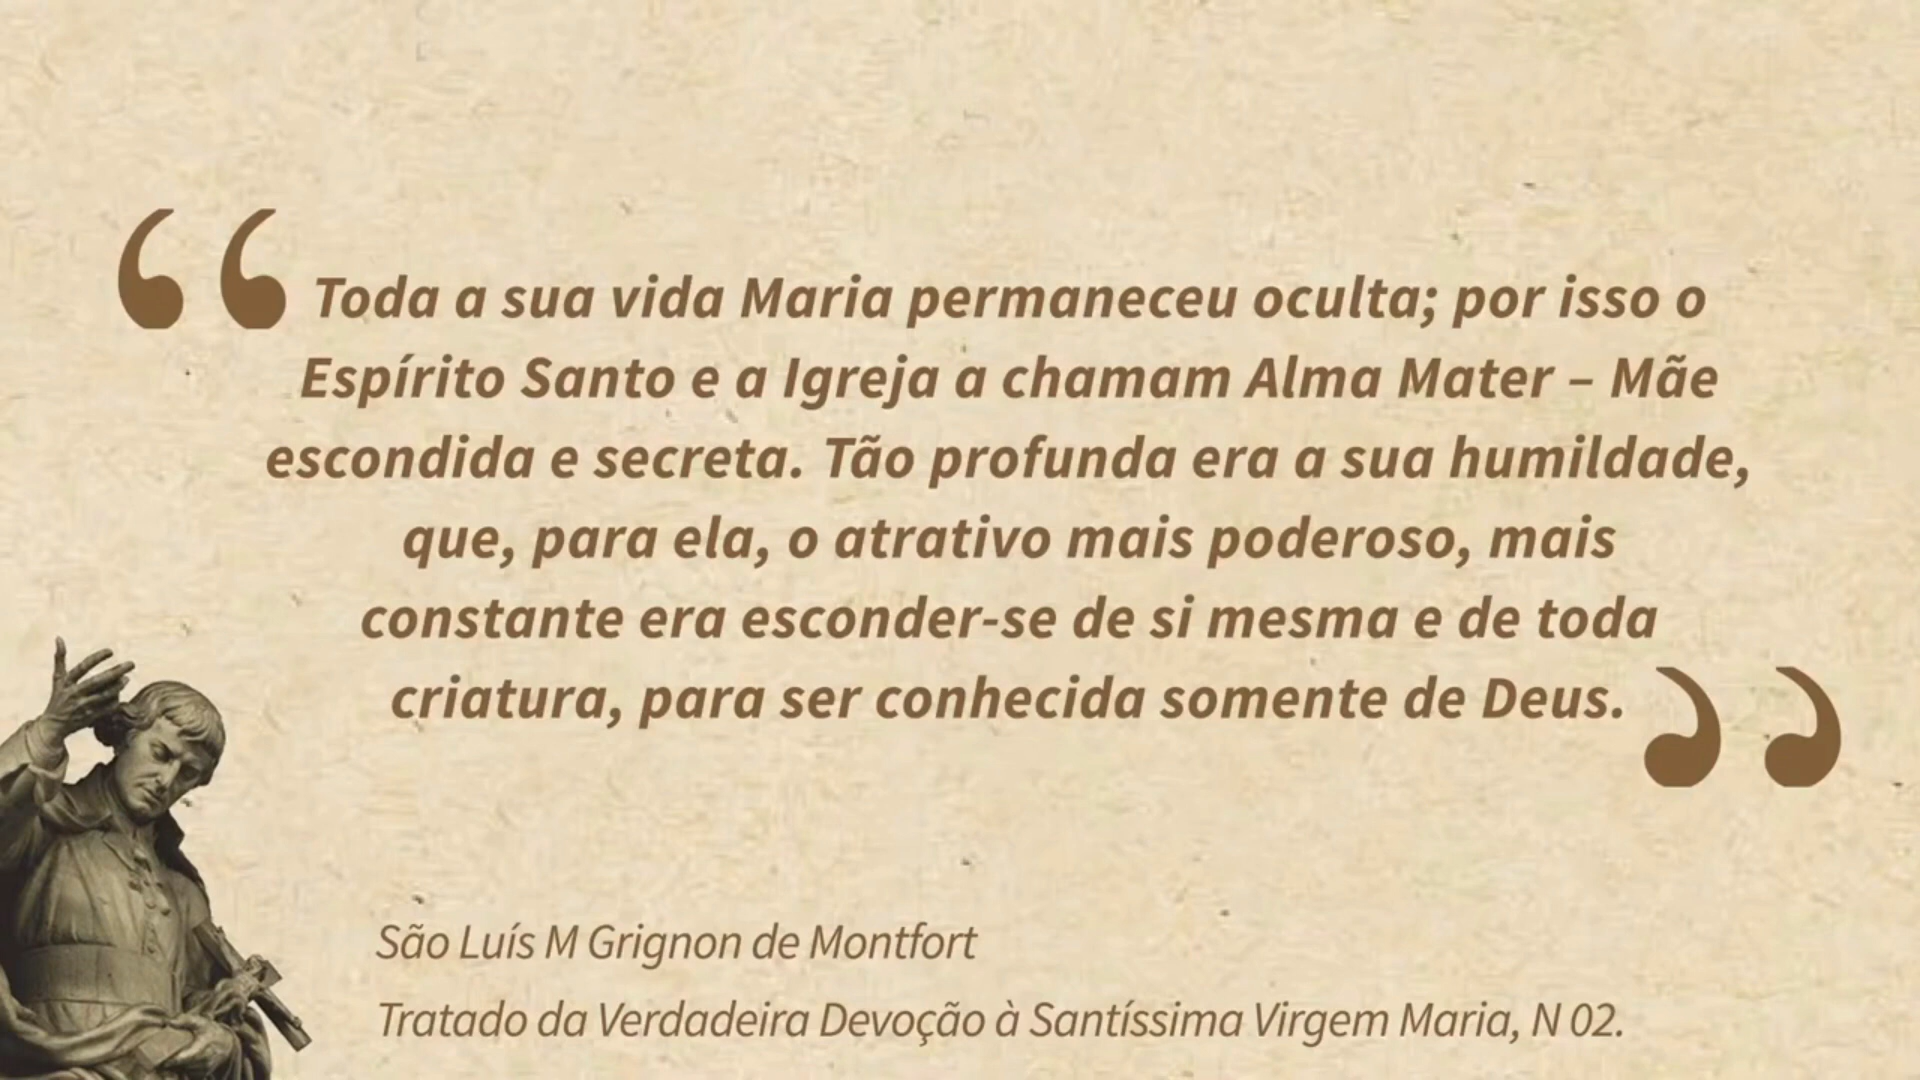 “Toda a sua vida Maria permaneceu oculta; por isso o
Espírito Santo e a Igreja a chamam Alma Mater – Mãe
escondida e secreta. Tão profunda era a sua humildade,
que, para ela, o atrativo mais poderoso, mais
constante era esconder-se de si mesma e de toda
criatura, para ser conhecida somente de Deus.”
São Luís M Grignon de Montfort
Tratado da Verdadeira Devoção à Santíssima Virgem Maria, N 02.